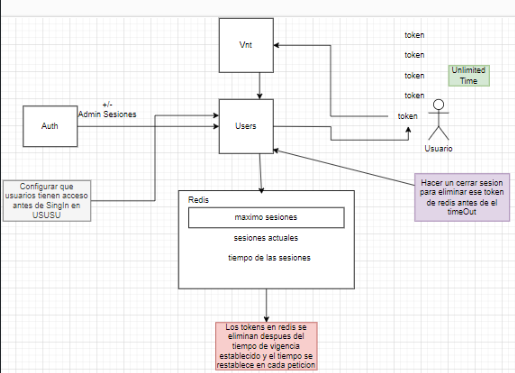 Vnt
token
token
token
token
token
Unlimited
Time
Usuario
+/-
Admin Sesiones
Auth
Users
Configurar que
usuarios tienen acceso
antes de SingIn en
USUSU
Hacer un cerrar sesion
para eliminar ese token
de redis antes de el
timeOut
Redis
maximo sesiones
sesiones actuales
tiempo de las sesiones
Los tokens en redis se
eliminan despues del
tiempo de vigencia
establecido y el tiempo se
restablece en cada peticion